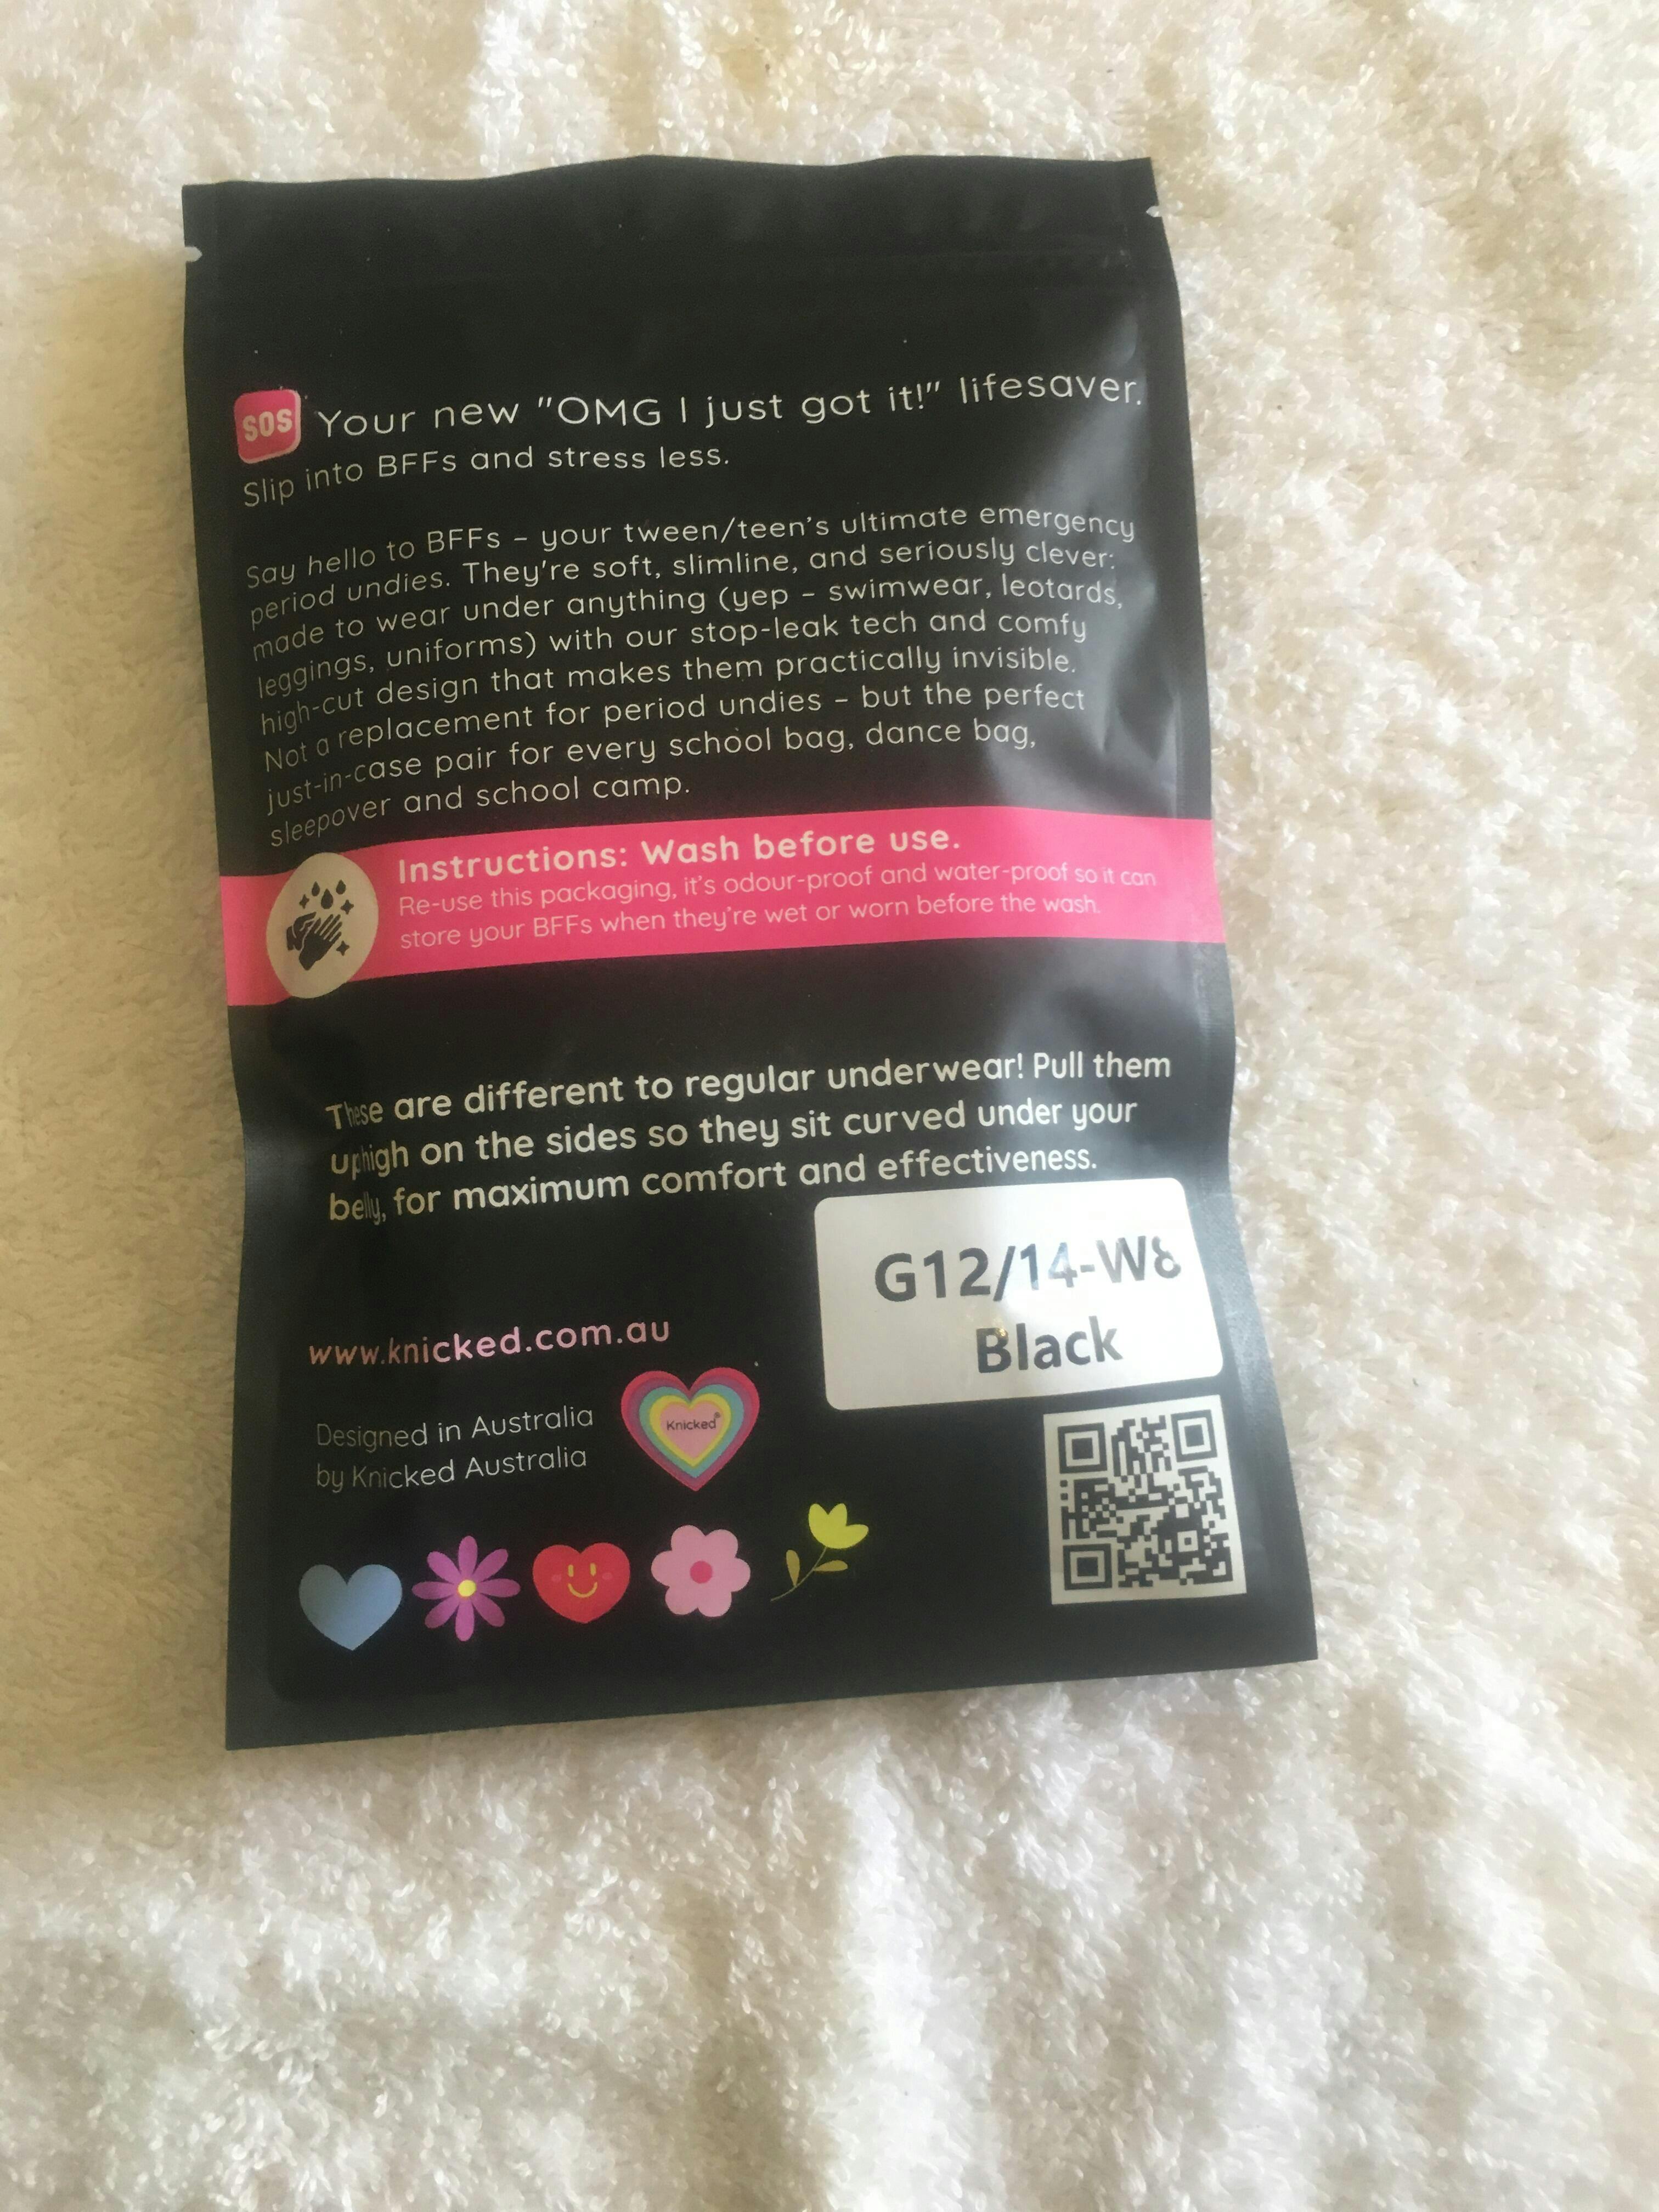 SOS Your new "OMG I just got it!" lifesaver.
Slip into BFFs and stress less.
Say hello to BFFs – your tween/teen's ultimate emergency
period undies. They're soft, slimline, and seriously clever:
made to wear under anything (yep – swimwear, leotards,
leggings, uniforms) with our stop-leak tech and comfy
high-cut design that makes them practically invisible.
Not a replacement for period undies – but the perfect
just-in-case pair for every school bag, dance bag,
sleepover and school camp.
Instructions: Wash before use.
Re-use this packaging, it's odour-proof and water-proof so it can
store your BFFs when they're wet or worn before the wash.
These are different to regular underwear! Pull them
up high on the sides so they sit curved under your
belly, for maximum comfort and effectiveness.
G12/14-W8
Black
www.knicked.com.au
Designed in Australia
by Knicked Australia
Knicked